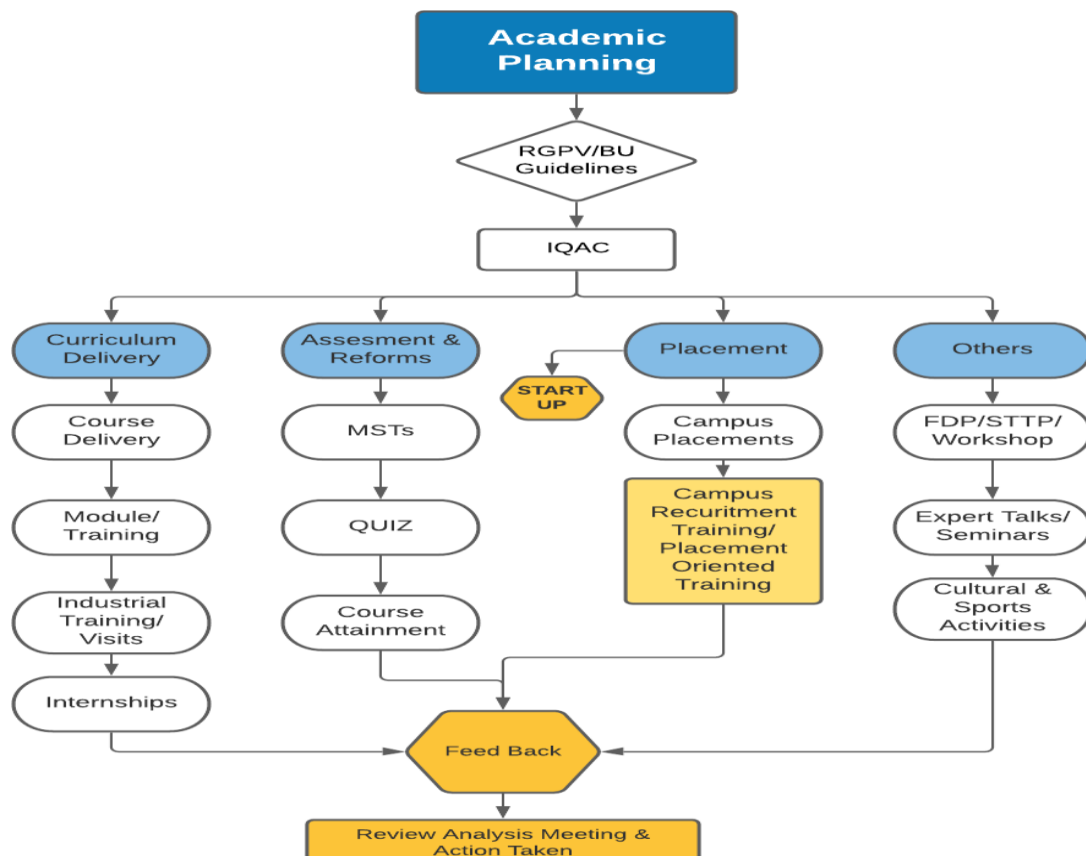 Academic
Planning
RGPV/BU
Guidelines
IQAC
Curriculum
Delivery
Assesment &
Reforms
Placement
Others
START
UP
Course
Delivery
MSTs
Campus
Placements
FDP/STTP/
Workshop
Module/
Training
QUIZ
Campus
Recuritment
Training/
Placement
Oriented
Training
Expert Talks/
Seminars
Industrial
Training/
Visits
Course
Attainment
Cultural &
Sports
Activities
Internships
Feed Back
Review Analysis Meeting &
Action Taken